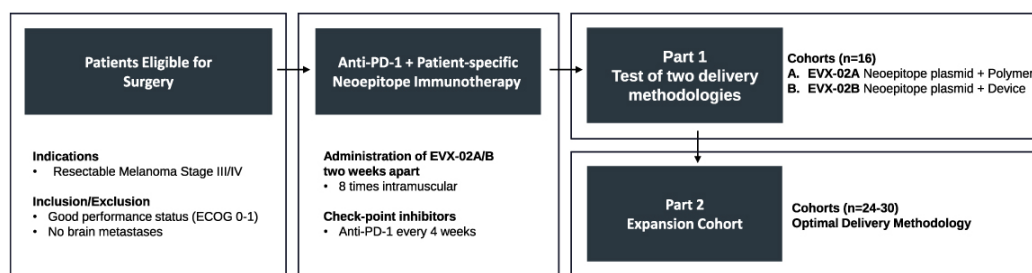 Patients Eligible for
Surgery
Indications
• Resectable Melanoma Stage III/IV
Inclusion/Exclusion
• Good performance status (ECOG 0-1)
• No brain metastases
Anti-PD-1 + Patient-specific
Neoepitope Immunotherapy
Administration of EVX-02A/B
two weeks apart
• 8 times intramuscular
Check-point inhibitors
• Anti-PD-1 every 4 weeks
Part 1
Test of two delivery
methodologies
Cohorts (n=16)
A. EVX-02A Neoepitope plasmid + Polymer
B. EVX-02B Neoepitope plasmid + Device
Part 2
Expansion Cohort
Cohorts (n=24-30)
Optimal Delivery Methodology